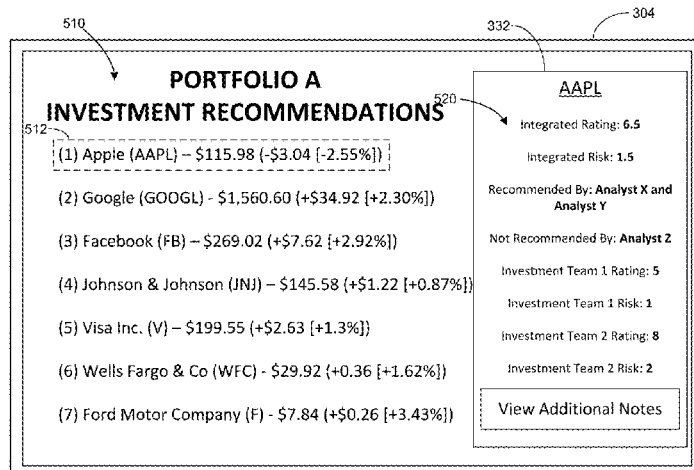 510
304
332
PORTFOLIO A
INVESTMENT RECOMMENDATIONS
512
(1) Apple (AAPL) – $115.98 (-$3.04 [-2.55%])
(2) Google (GOOGL) - $1,560.60 (+$34.92 [+2.30%])
(3) Facebook (FB) – $269.02 (+$7.62 [+2.92%])
(4) Johnson & Johnson (JNJ) – $145.58 (+$1.22 [+0.87%])
(5) Visa Inc. (V) – $199.55 (+$2.63 [+1.3%])
(6) Wells Fargo & Co (WFC) - $29.92 (+0.36 [+1.62%])
(7) Ford Motor Company (F) - $7.84 (+$0.26 [+3.43%])
AAPL
520
Integrated Rating: 6.5
Integrated Risk: 1.5
Recommended By: Analyst X and
Analyst Y
Not Recommended By: Analyst Z
Investment Team 1 Rating: 5
Investment Team 1 Risk: 1
Investment Team 2 Rating: 8
Investment Team 2 Risk: 2
View Additional Notes